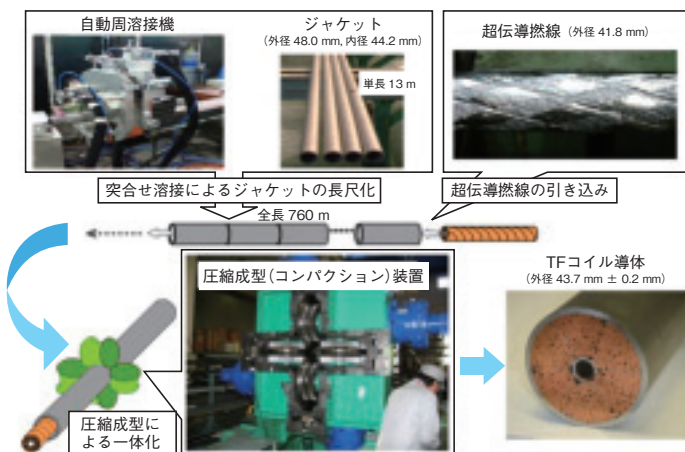 自動周溶接機
ジャケット
(外径 48.0 mm, 内径 44.2 mm)
単長 13 m
超伝導撚線(外径 41.8 mm)
突合せ溶接によるジャケットの長尺化
超伝導撚線の引き込み
全長 760 m
圧縮成型(コンパクション)装置
TFコイル導体
(外径 43.7 mm ± 0.2 mm)
圧縮成型に
よる一体化